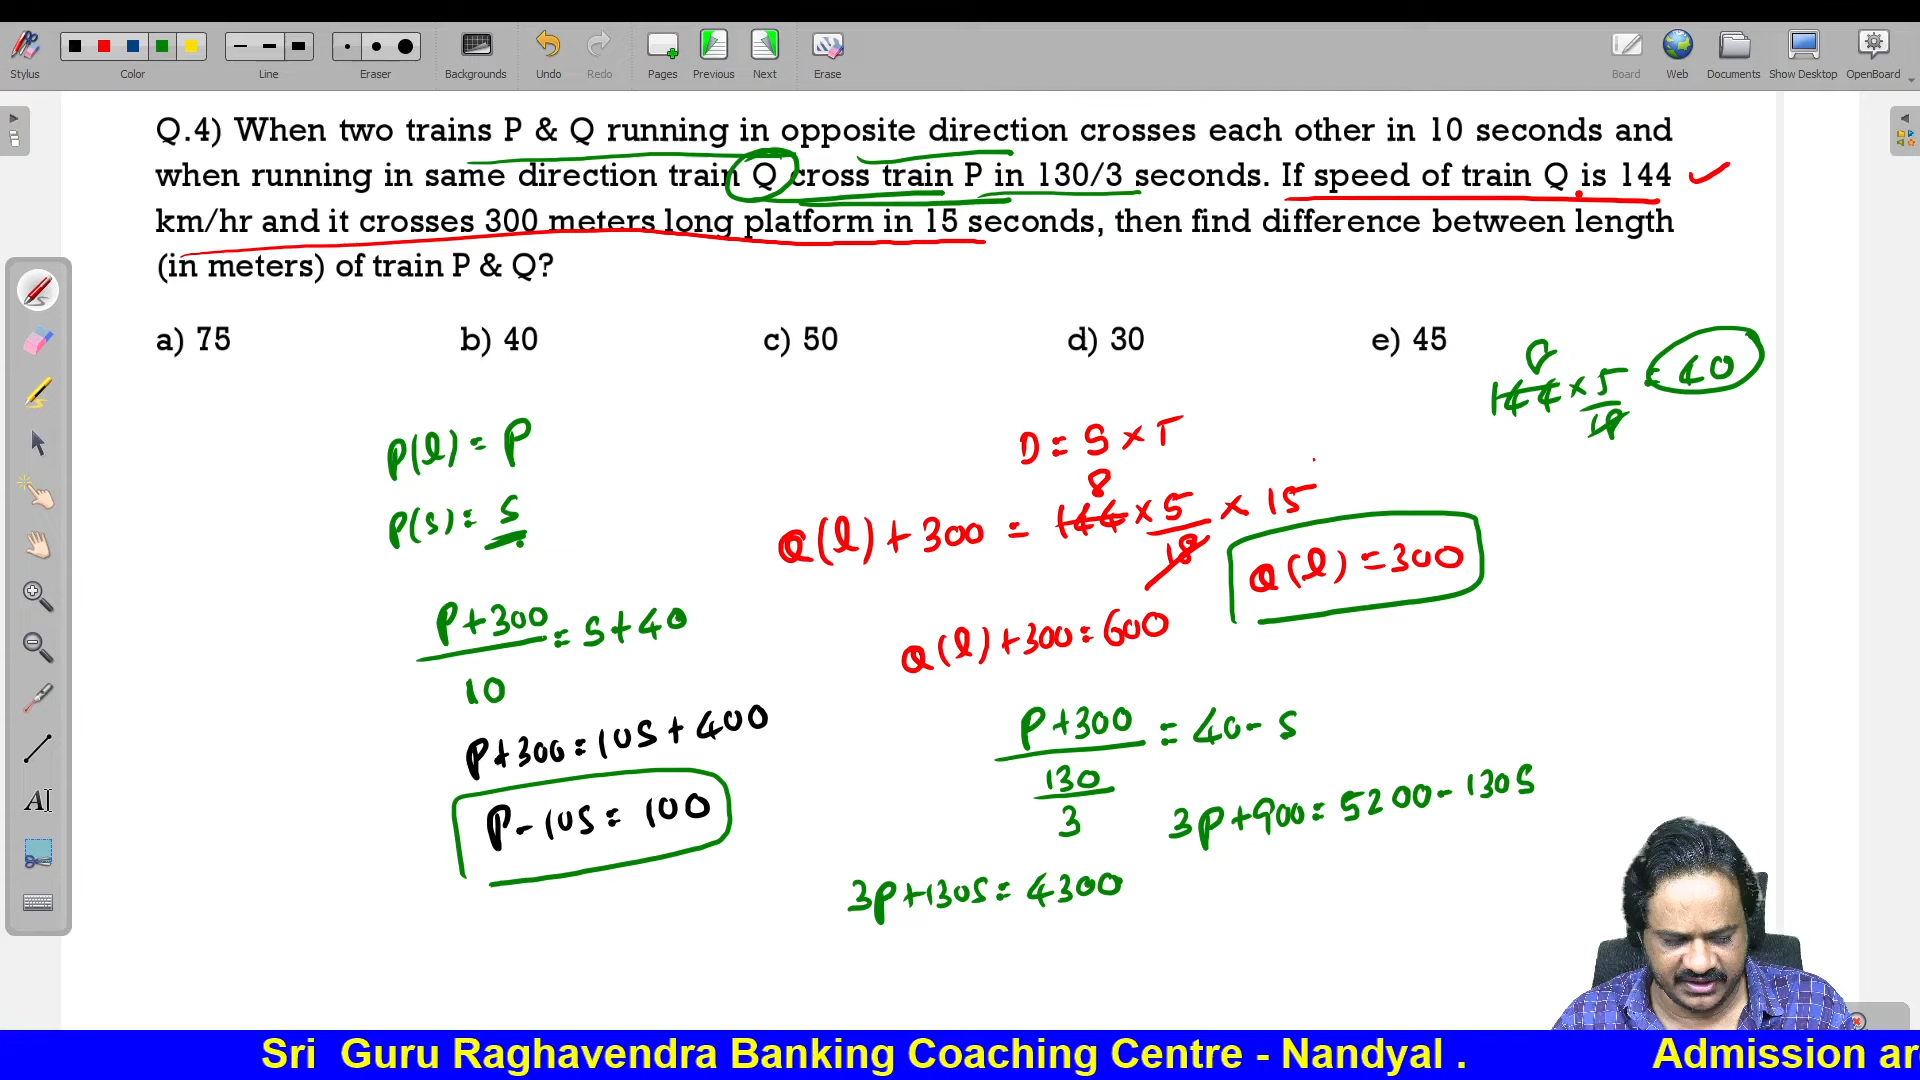 Stylus
Color
Line
Eraser
Backgrounds
Undo
Redo
Pages
Previous
Next
Erase
Board
Web
Documents
Show Desktop
OpenBoard
Q.4) When two trains P & Q running in opposite direction crosses each other in 10 seconds and
when running in same direction train Q cross train P in 130/3 seconds. If speed of train Q is 144
km/hr and it crosses 300 meters long platform in 15 seconds, then find difference between length
(in meters) of train P & Q?
a) 75 b) 40 c) 50 d) 30 e) 45
8
144 × 5/18 = 40
P(l) = P
P(s) = S
D = S × T
8
Q(l) + 300 = 144 × 5/18 × 15
Q(l) = 300
P+300/10 = S+40
Q(l) + 300 = 600
P+300 = 10S + 400
P+300/130/3 = 40 - S
P - 10S = 100
3P+900 = 5200 - 130S
3P+130S = 4300
AI
Sri Guru Raghavendra Banking Coaching Centre - Nandyal . Admission ar